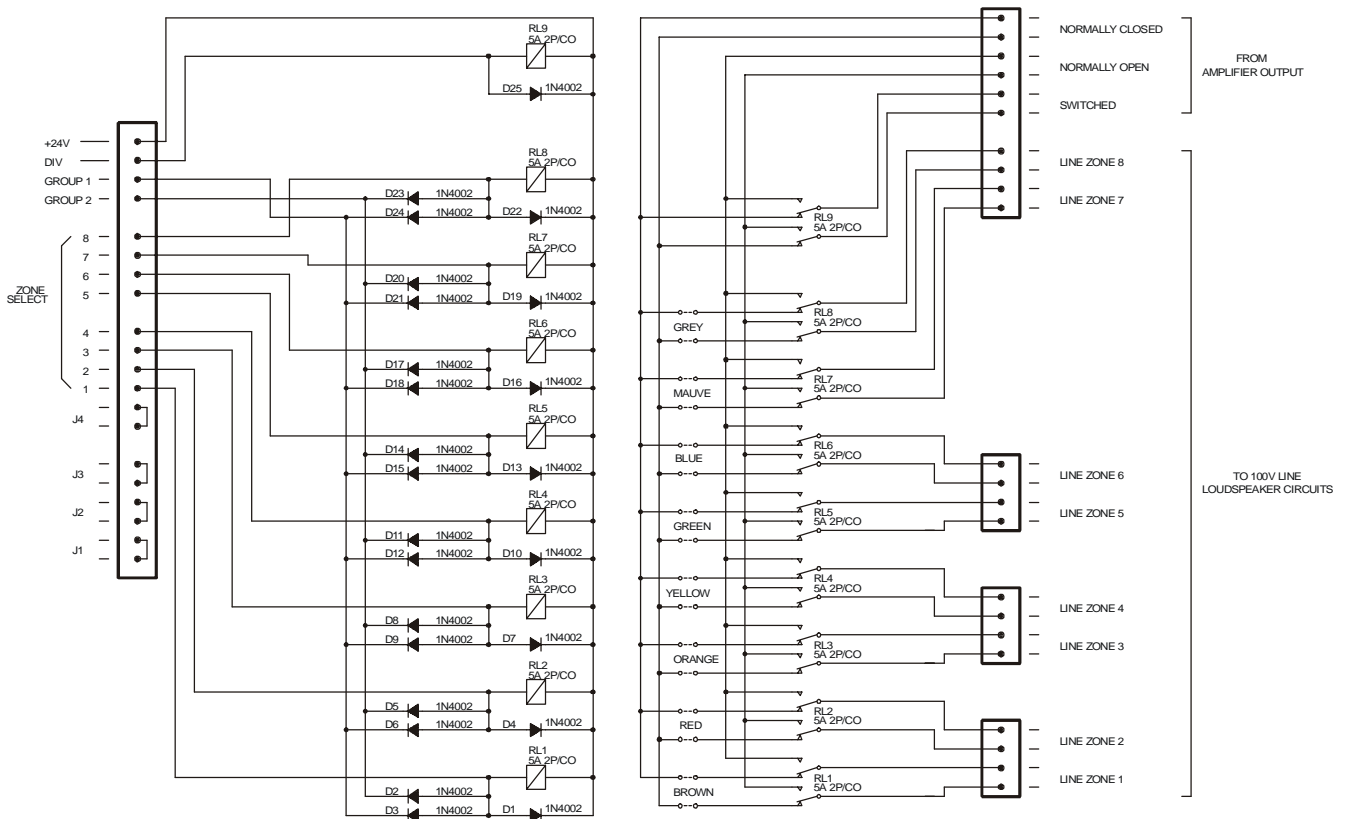 RL9
5A 2P/CO
D25 1N4002
+24V
DIV
GROUP 1
GROUP 2
8
7
6
5
ZONE
SELECT
4
3
2
1
J4
J3
J2
J1
RL8
5A 2P/CO
D23 1N4002
D24 1N4002 D22 1N4002
RL7
5A 2P/CO
D20 1N4002
D21 1N4002 D19 1N4002
RL6
5A 2P/CO
D17 1N4002
D18 1N4002 D16 1N4002
RL5
5A 2P/CO
D14 1N4002
D15 1N4002 D13 1N4002
RL4
5A 2P/CO
D11 1N4002
D12 1N4002 D10 1N4002
RL3
5A 2P/CO
D8 1N4002
D9 1N4002 D7 1N4002
RL2
5A 2P/CO
D5 1N4002
D6 1N4002 D4 1N4002
RL1
5A 2P/CO
D2 1N4002
D3 1N4002 D1 1N4002
RL9
5A 2P/CO
GREY
RL8
5A 2P/CO
MAUVE
RL7
5A 2P/CO
BLUE
RL6
5A 2P/CO
GREEN
RL5
5A 2P/CO
YELLOW
RL4
5A 2P/CO
ORANGE
RL3
5A 2P/CO
RED
RL2
5A 2P/CO
BROWN
RL1
5A 2P/CO
NORMALLY CLOSED
NORMALLY OPEN
SWITCHED
FROM
AMPLIFIER OUTPUT
LINE ZONE 8
LINE ZONE 7
LINE ZONE 6
LINE ZONE 5
LINE ZONE 4
LINE ZONE 3
LINE ZONE 2
LINE ZONE 1
TO 100V LINE
LOUDSPEAKER CIRCUITS